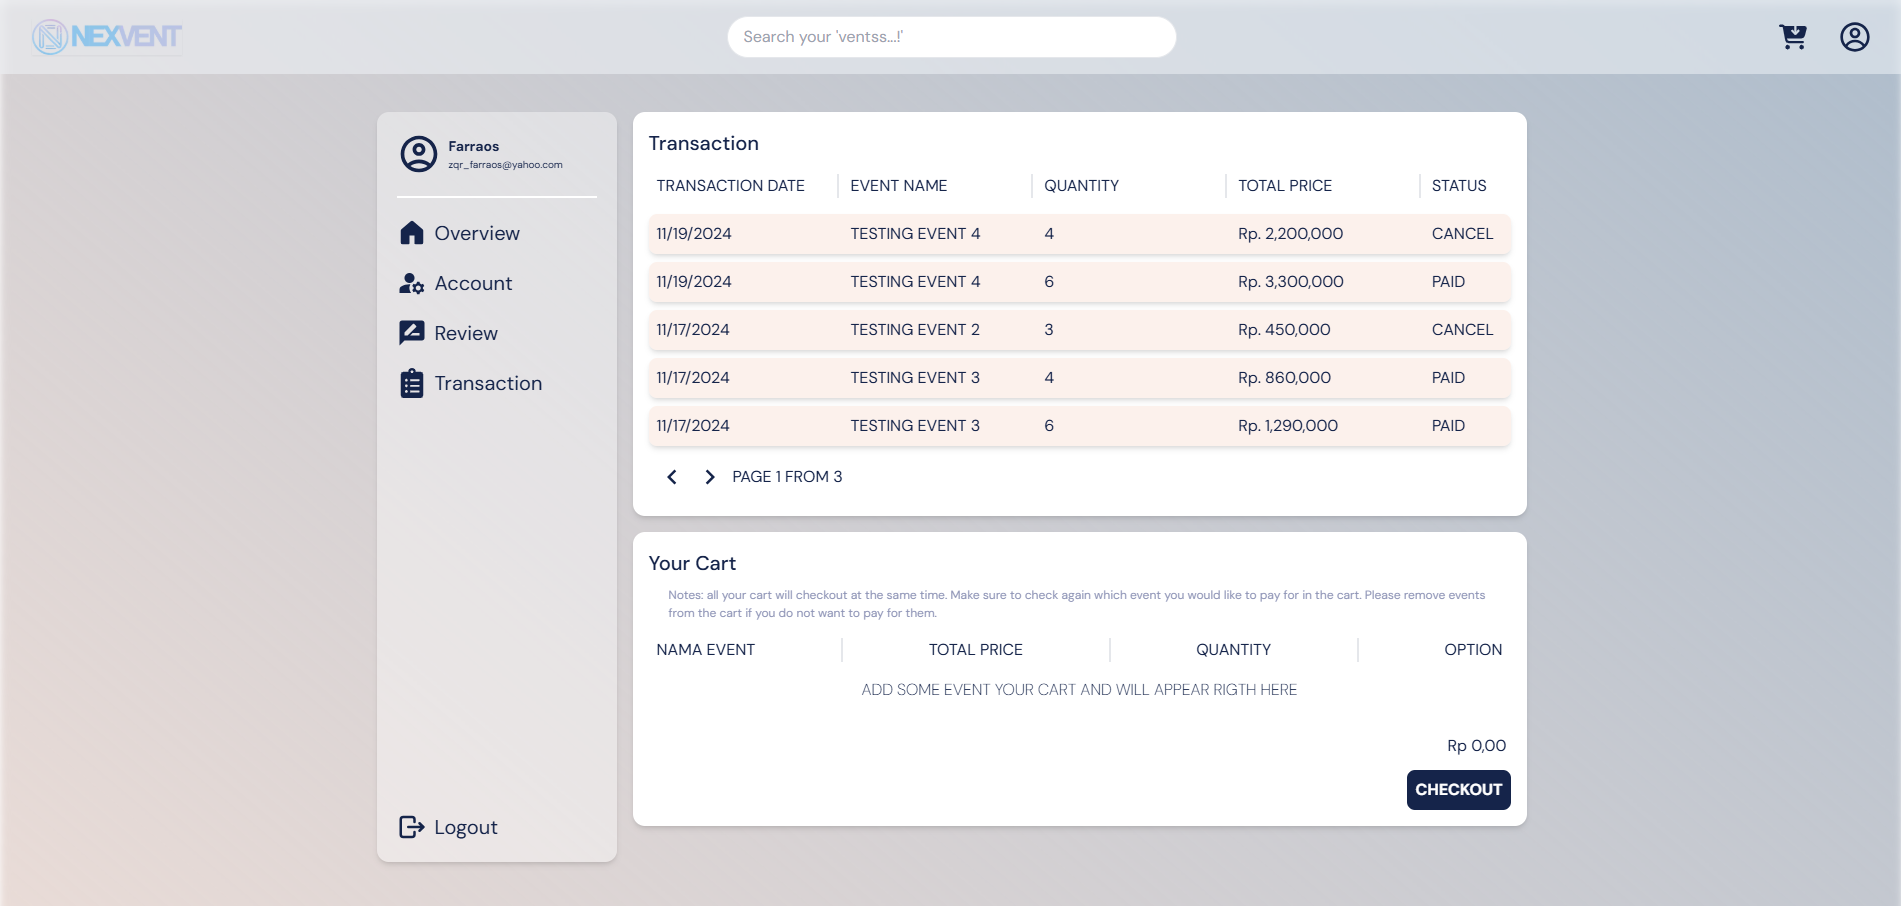 NEXVENT
Search your 'ventss...!'
Farraos
zqr_farraos@yahoo.com
Overview
Account
Review
Transaction
Logout
Transaction
TRANSACTION DATE EVENT NAME QUANTITY TOTAL PRICE STATUS
11/19/2024 TESTING EVENT 4 4 Rp. 2,200,000 CANCEL
11/19/2024 TESTING EVENT 4 6 Rp. 3,300,000 PAID
11/17/2024 TESTING EVENT 2 3 Rp. 450,000 CANCEL
11/17/2024 TESTING EVENT 3 4 Rp. 860,000 PAID
11/17/2024 TESTING EVENT 3 6 Rp. 1,290,000 PAID
PAGE 1 FROM 3
Your Cart
Notes: all your cart will checkout at the same time. Make sure to check again which event you would like to pay for in the cart. Please remove events
from the cart if you do not want to pay for them.
NAMA EVENT TOTAL PRICE QUANTITY OPTION
ADD SOME EVENT YOUR CART AND WILL APPEAR RIGTH HERE
Rp 0,00
CHECKOUT